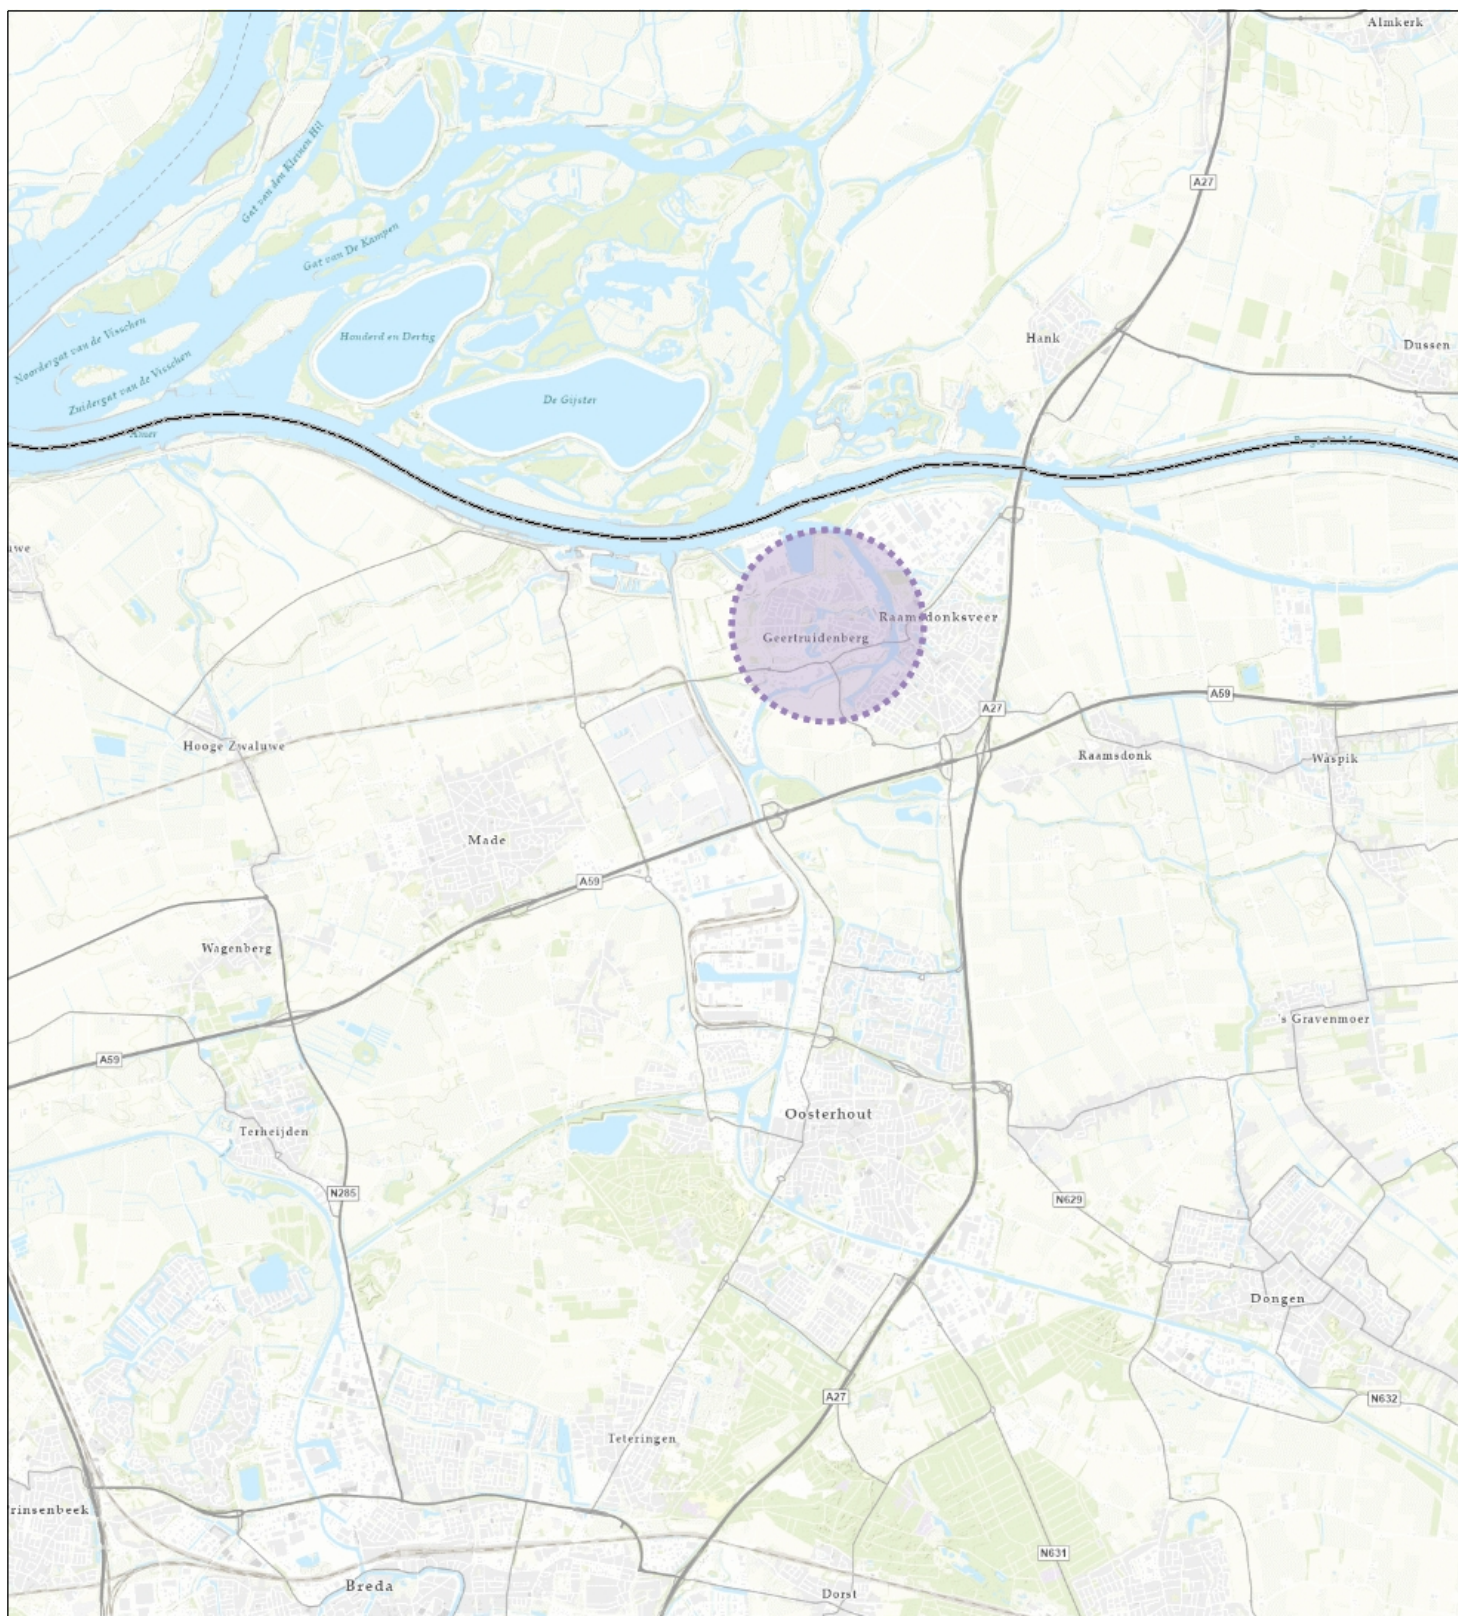 Almkerk
Gat van den Kleinen Hil
A27
Gat van De Kampen
Noordergat van de Visschen
Honderd en Dertig
Hank
Dussen
Zuidergat van de Visschen
De Gijster
Amer
uwe
Raamsdonksveer
Geertruidenberg
A59
A27
Hooge Zwaluwe
Raamsdonk
Waspik
Made
A59
Wagenberg
's Gravenmoer
A59
Oosterhout
Terheijden
N285
N629
Dongen
A27
N632
Teteringen
rinsenbeek
N631
Breda
Dorst